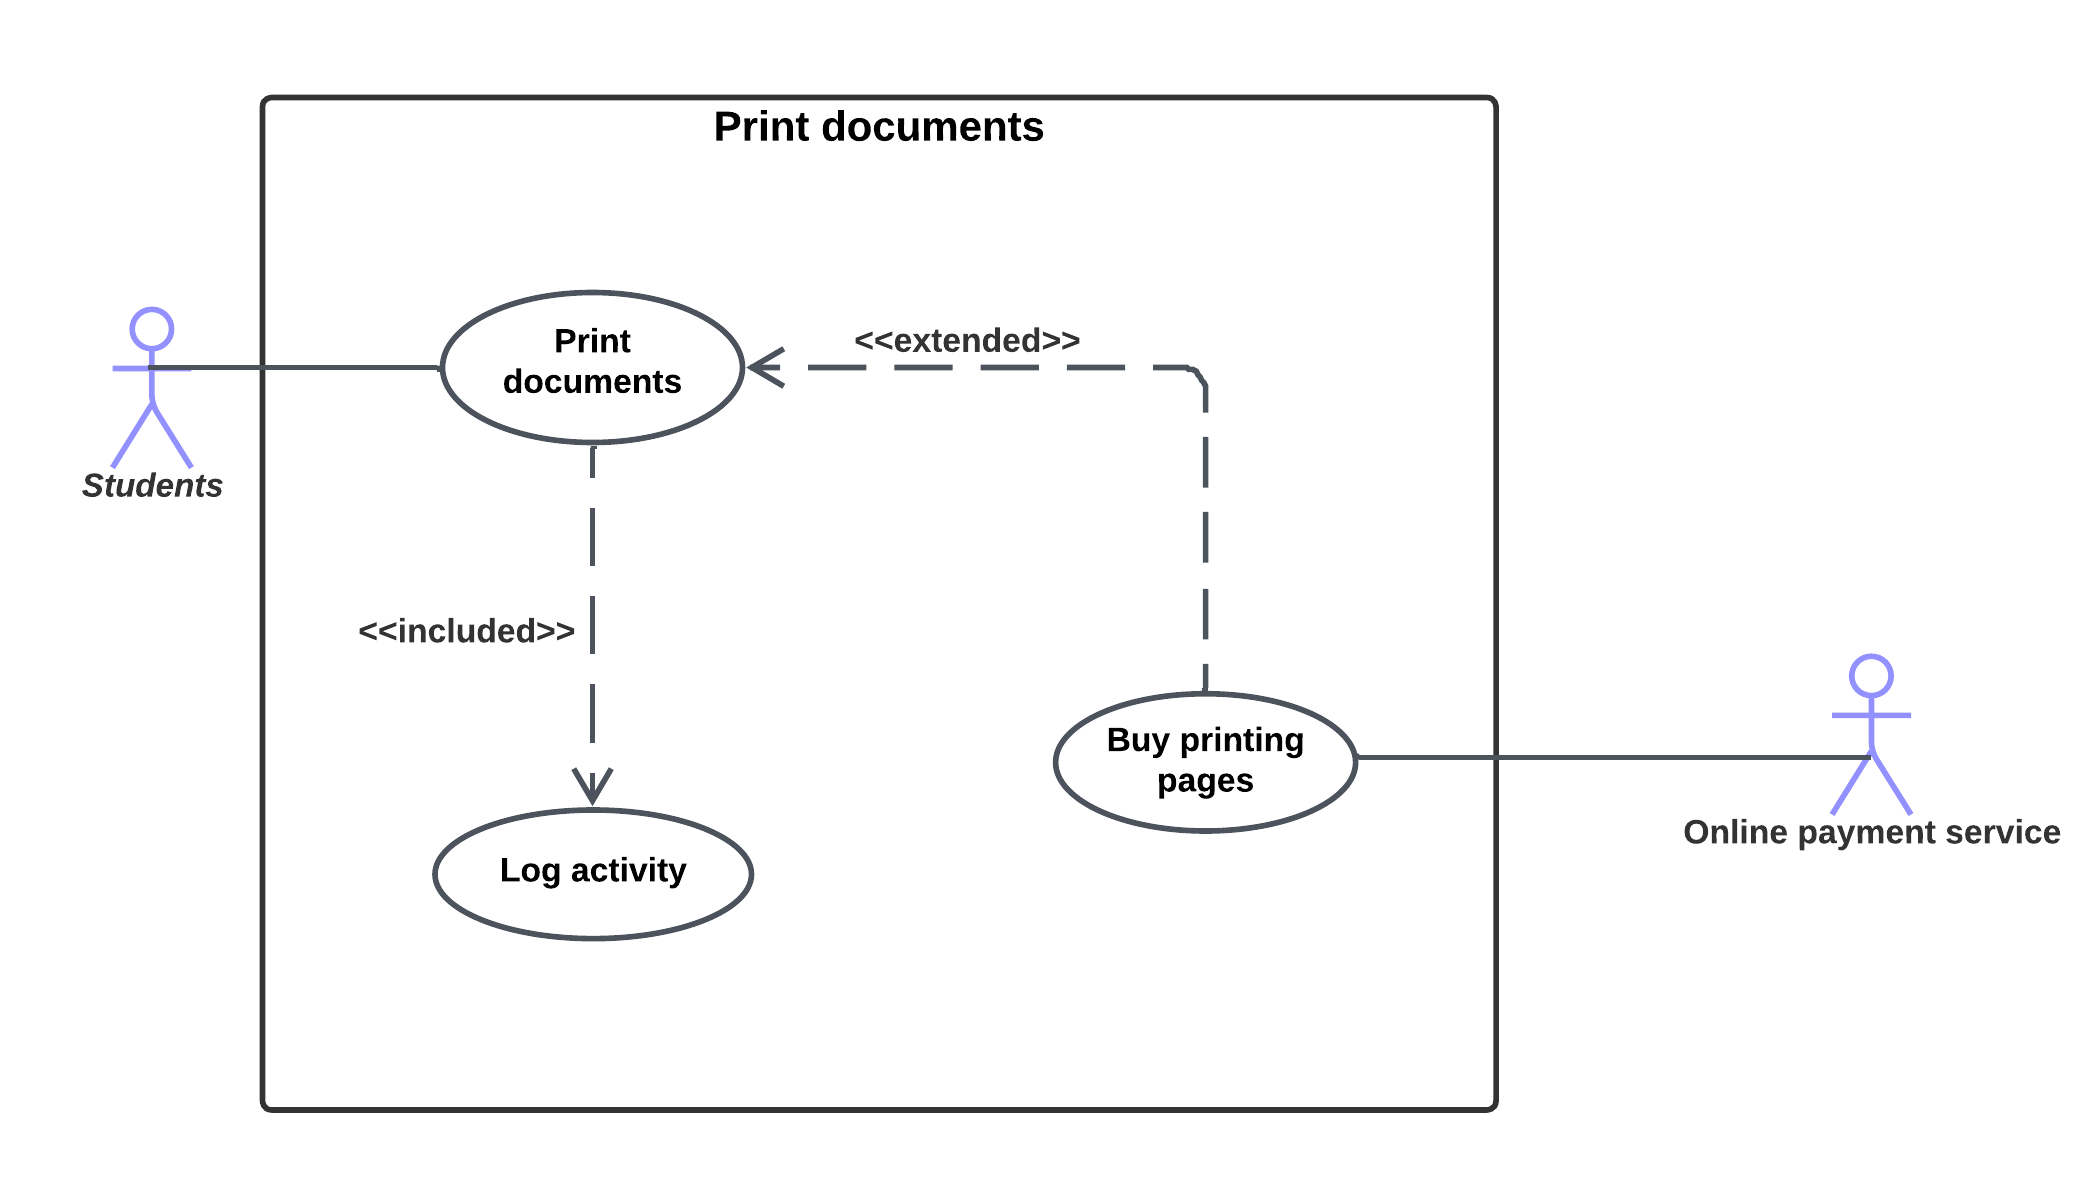 Print documents
Print
documents
<<extended>>
Students
<<included>>
Buy printing
pages
Online payment service
Log activity